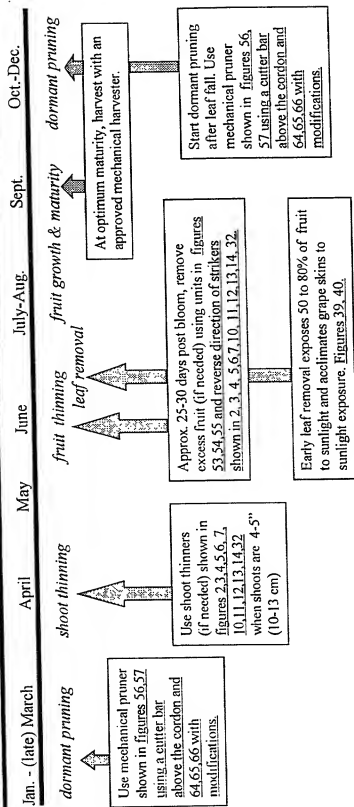 Jan. - (late) March April May June July-Aug. Sept. Oct.-Dec.
dormant pruning shoot thinning fruit thinning fruit growth & maturity dormant pruning
leaf removal
Use mechanical pruner
shown in figures 56,57
using a cutter bar
above the cordon and
64,65,66 with
modifications.
Use shoot thinners
(if needed) shown in
figures 2,3,4,5,6,7,
10,11,12,13,14,32
when shoots are 4-5"
(10-13 cm)
Approx. 25-30 days post bloom, remove
excess fruit (if needed) using units in figures
53,54,55 and reverse direction of strikers
shown in 2, 3, 4, 5,6,7,10, 11,12,13,14, 32.
Early leaf removal exposes 50 to 80% of fruit
to sunlight and acclimates grape skins to
sunlight exposure. Figures 39, 40.
At optimum maturity, harvest with an
approved mechanical harvester.
Start dormant pruning
after leaf fall. Use
mechanical pruner
shown in figures 56,
57 using a cutter bar
above the cordon and
64,65,66 with
modifications.